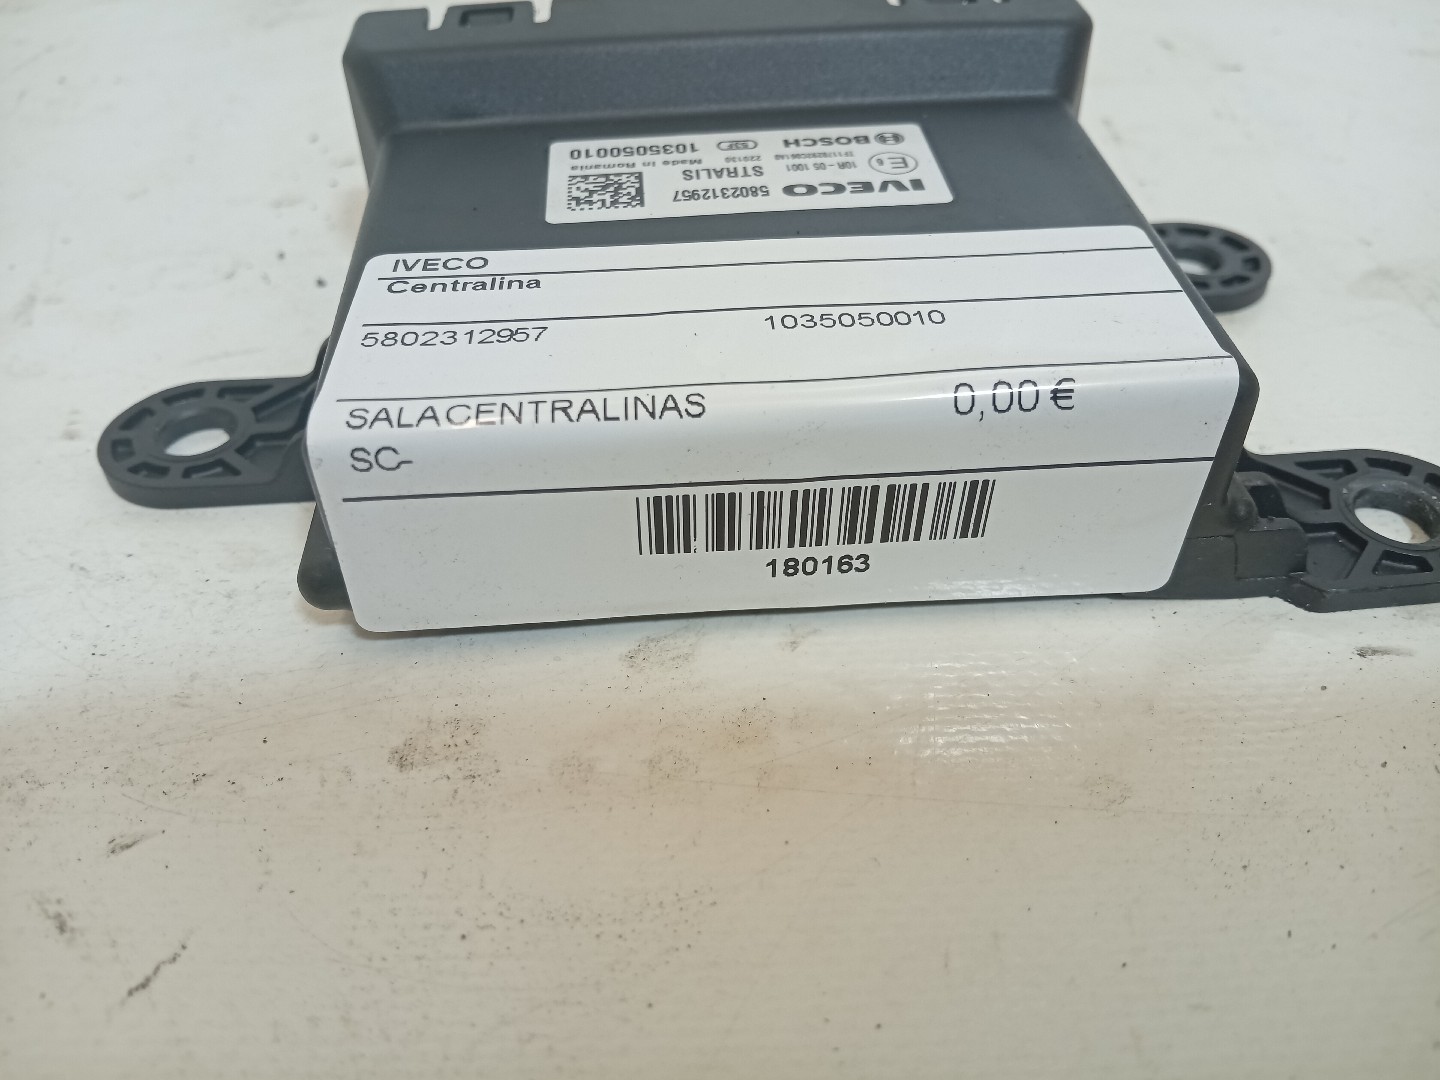 IVECO 5802312957
STRALIS
10R-05 1001
220130
BOSCH
Made in Romania
1035050010
IVECO
Centralina
5802312957 1035050010
SALACENTRALINAS 0,00 €
SC-
180163